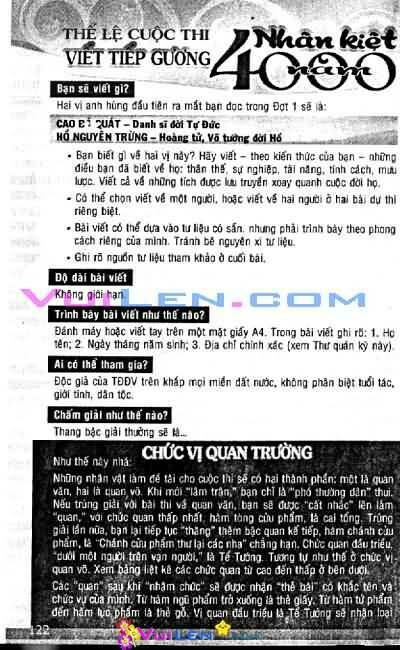 THỂ LỆ CUỘC THI
VIẾT TIẾP GƯƠNG
4000 năm
Nhân kiệt
Bạn sẽ viết gì?
Hai vị anh hùng đầu tiên ra mắt bạn đọc trong Đợt 1 sẽ là:
CAO BÁ QUÁT – Danh sĩ đời Tự Đức
HỒ NGUYÊN TRỪNG – Hoàng tử, Võ tướng đời Hồ
• Bạn biết gì về hai vị này? Hãy viết – theo kiến thức của bạn – những
điều bạn đã biết về họ: thân thế, sự nghiệp, tài năng, tính cách, mưu
lược. Viết cả về những tích được lưu truyền xoay quanh cuộc đời họ.
• Có thể chọn viết về một người, hoặc viết về hai người ở hai bài dự thi
riêng biệt.
• Bài viết có thể dựa vào tư liệu có sẵn, nhưng phải trình bày theo phong
cách riêng của mình. Tránh bê nguyên xi tư liệu.
• Ghi rõ nguồn tư liệu tham khảo ở cuối bài.
Độ dài bài viết
Không giới hạn.
VUILEN.COM
Trình bày bài viết như thế nào?
Đánh máy hoặc viết tay trên một mặt giấy A4. Trong bài viết ghi rõ: 1. Họ
tên; 2. Ngày tháng năm sinh; 3. Địa chỉ chính xác (xem Thư quán kỳ này).
Ai có thể tham gia?
Độc giả của TĐĐV trên khắp mọi miền đất nước, không phân biệt tuổi tác,
giới tính, dân tộc.
Chấm giải như thế nào?
Thang bậc giải thưởng sẽ là...
CHỨC VỊ QUAN TRƯỜNG
Như thế này nhá:
Những nhân vật làm đề tài cho cuộc thi sẽ có hai thành phần: một là quan
văn, hai là quan võ. Khi mới “lâm trận,” bạn chỉ là “phó thường dân” thui.
Nếu trúng giải với bài thi về quan văn, bạn sẽ được “cất nhắc” lên làm
“quan,” với chức quan thấp nhất, hàm tòng cửu phẩm, là cai tổng. Trúng
giải lần nữa, bạn lại tiếp tục “thăng” thêm bậc quan kế tiếp, hàm chánh cửu
phẩm, là “Chánh cửu phẩm thư lại các nha” chẳng hạn. Chức quan đầu triều,
“dưới một người trên vạn người,” là Tể Tướng. Tương tự như thế ở chức vị
quan võ. Xem bảng liệt kê các chức quan từ cao đến thấp ở bên dưới.
Các “quan” sau khi “nhậm chức” sẽ được nhận “thẻ bài” có khắc tên và
chức vụ của mình. Từ hàm ngũ phẩm trở xuống là thẻ giấy. Từ hàm tứ phẩm
đến hàm lục phẩm là thẻ gỗ. Vị quan đầu triều là Tể Tướng sẽ nhận loại
122
VUILEN